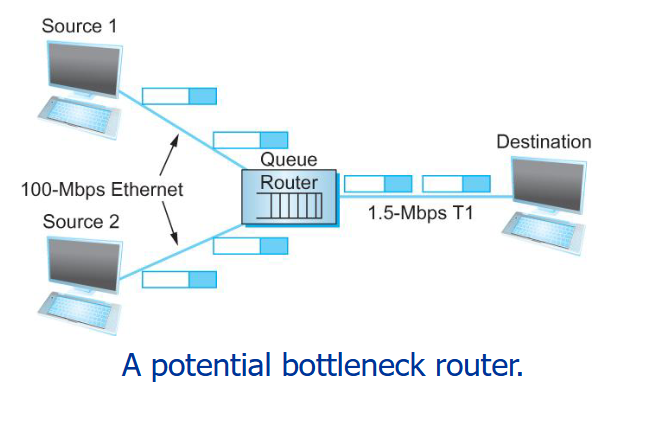 Source 1
Destination
Queue
Router
100-Mbps Ethernet
1.5-Mbps T1
Source 2
A potential bottleneck router.